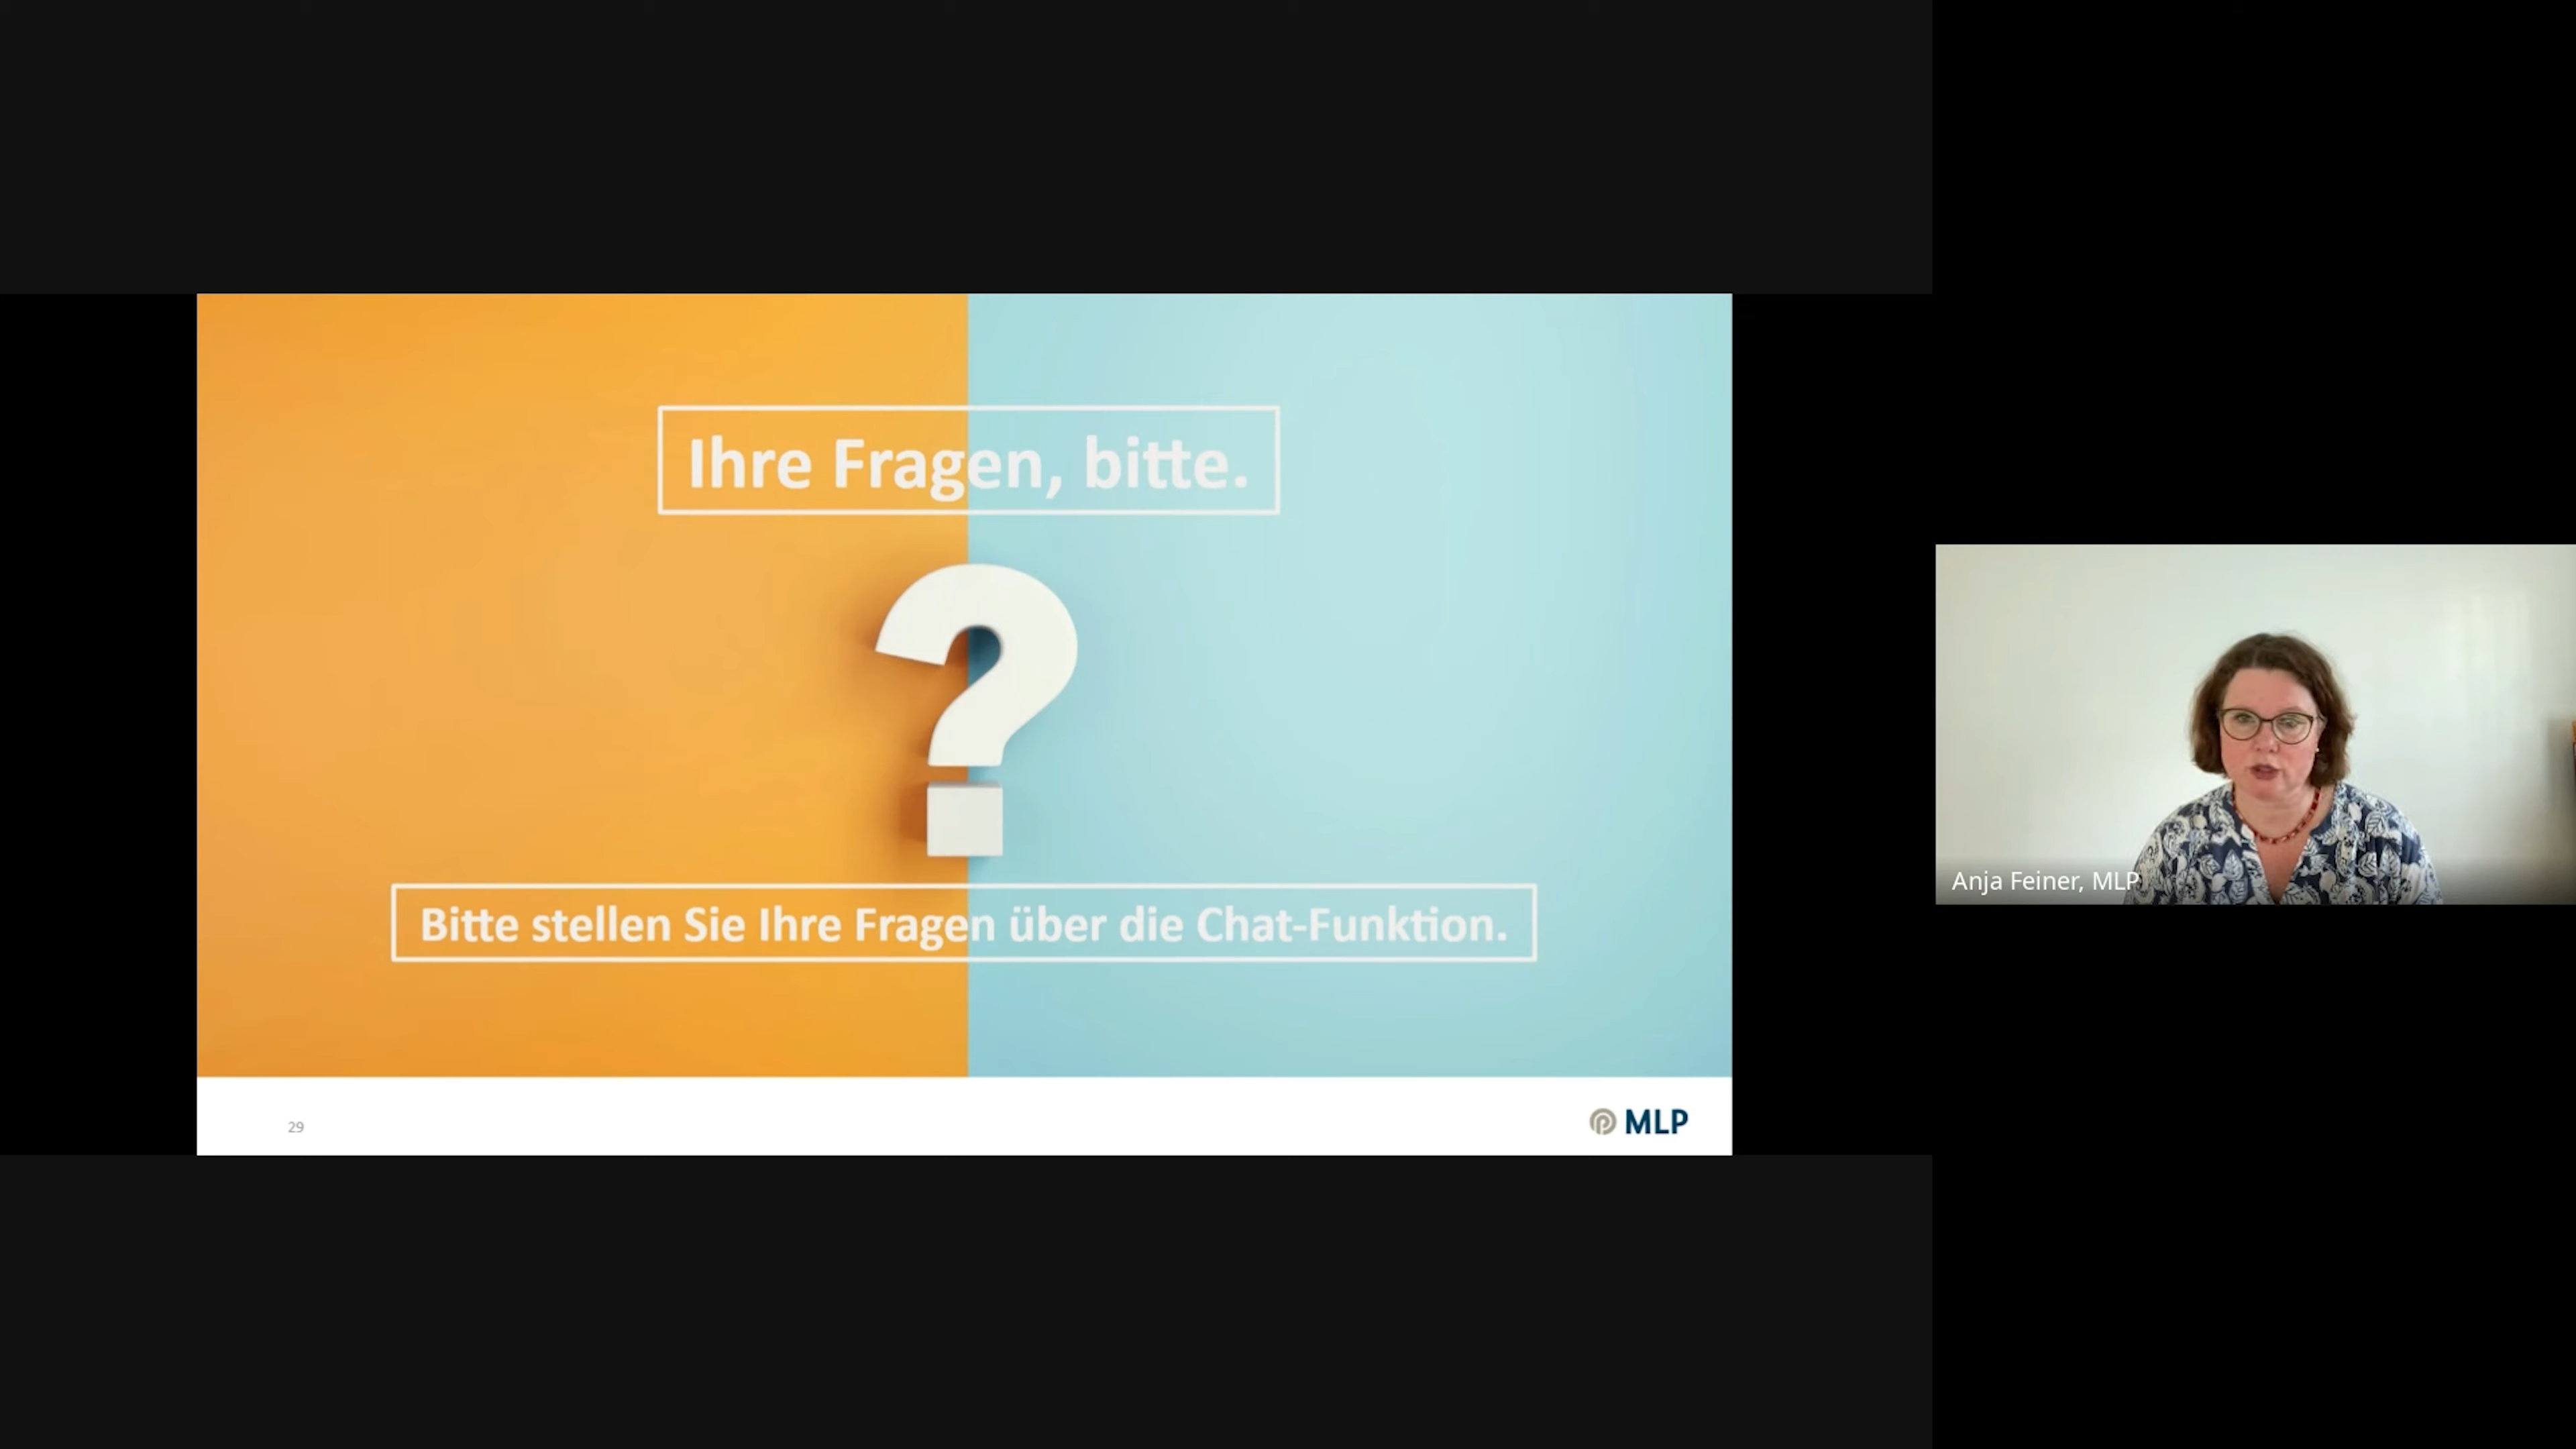 Ihre Fragen, bitte.
Bitte stellen Sie Ihre Fragen über die Chat-Funktion.
29
MLP
Anja Feiner, MLP